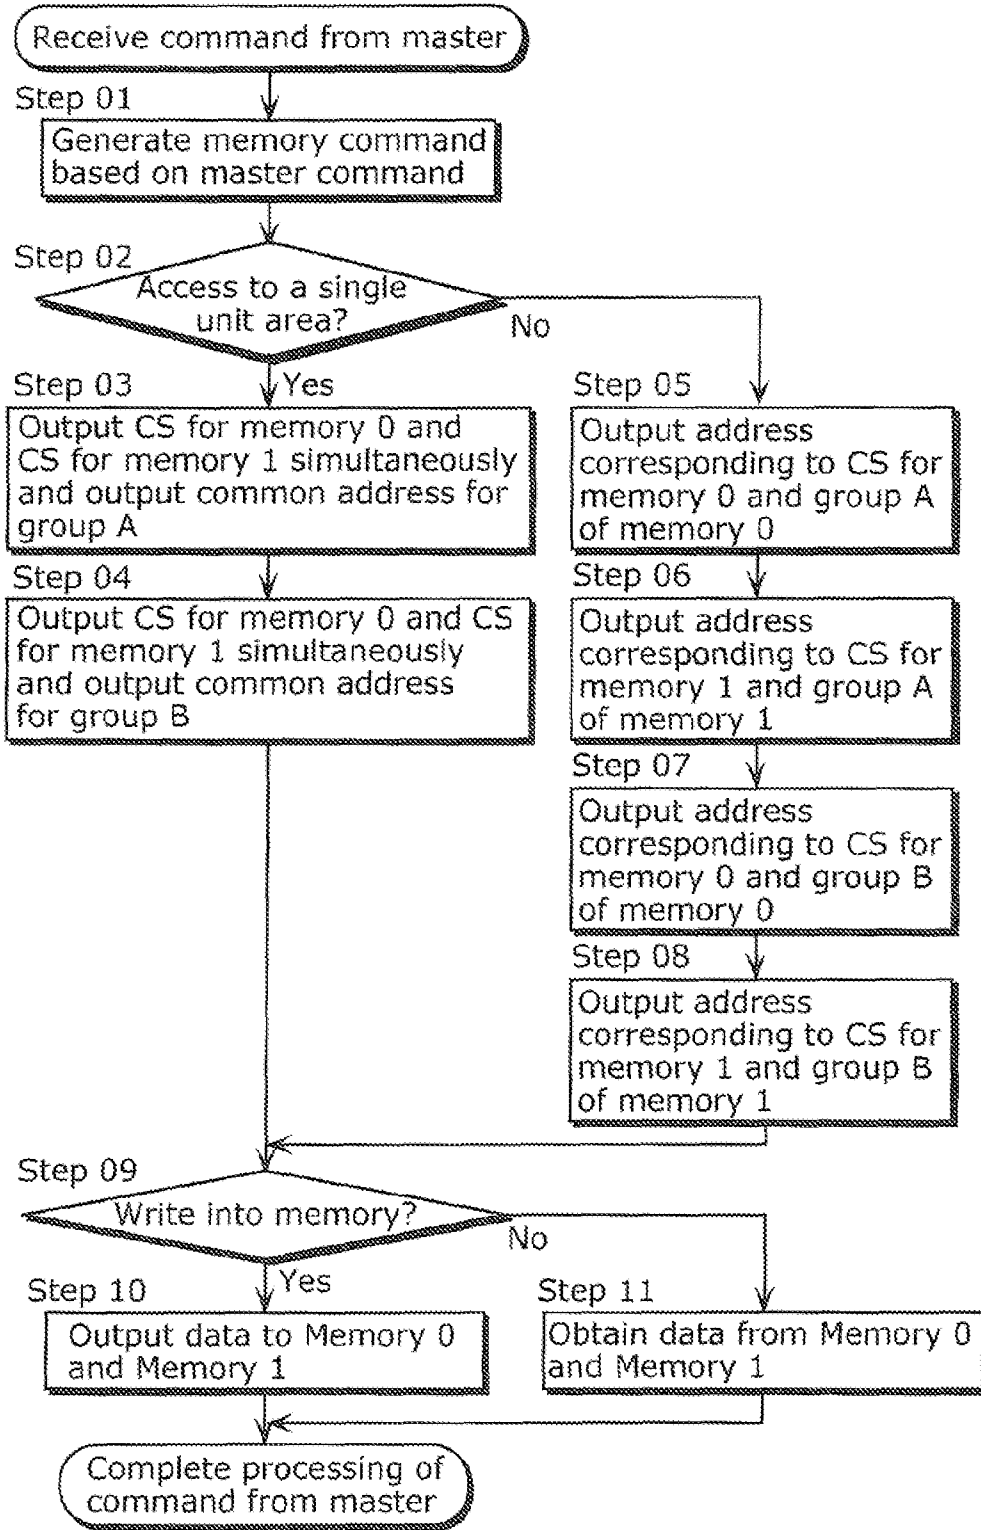 Receive command from master
Step 01
Generate memory command
based on master command
Step 02
Access to a single
unit area?
No
Yes
Step 03
Output CS for memory 0 and
CS for memory 1 simultaneously
and output common address for
group A
Step 04
Output CS for memory 0 and CS
for memory 1 simultaneously
and output common address
for group B
Step 05
Output address
corresponding to CS for
memory 0 and group A
of memory 0
Step 06
Output address
corresponding to CS for
memory 1 and group A
of memory 1
Step 07
Output address
corresponding to CS for
memory 0 and group B
of memory 0
Step 08
Output address
corresponding to CS for
memory 1 and group B
of memory 1
Step 09
Write into memory?
No
Yes
Step 10
Output data to Memory 0
and Memory 1
Step 11
Obtain data from Memory 0
and Memory 1
Complete processing of
command from master